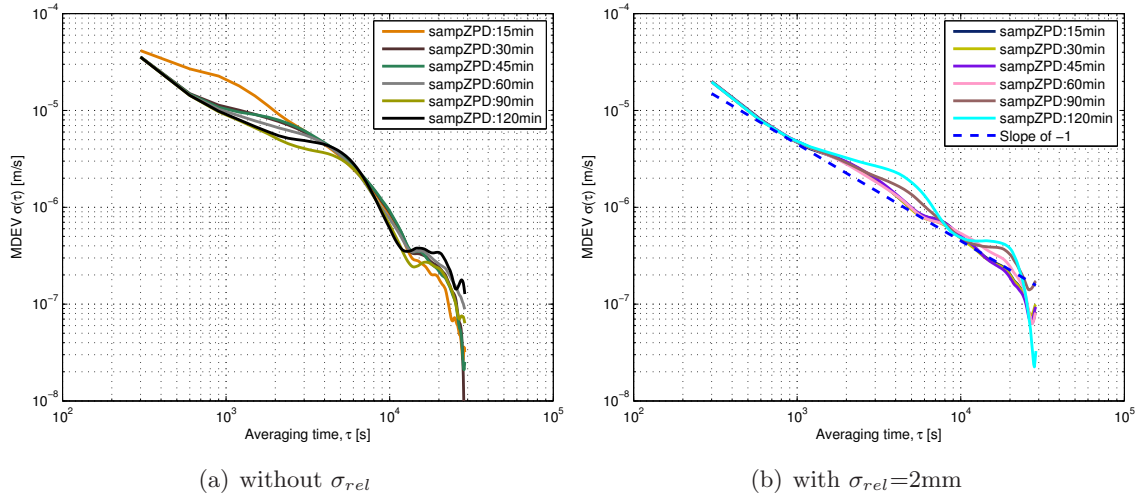 10^-4
10^-5
10^-6
10^-7
10^-8
MDEV σ(τ) [m/s]
10^2
10^3
10^4
10^5
Averaging time, τ [s]
sampZPD:15min
sampZPD:30min
sampZPD:45min
sampZPD:60min
sampZPD:90min
sampZPD:120min
(a) without σ_rel
10^-4
10^-5
10^-6
10^-7
10^-8
MDEV σ(τ) [m/s]
10^2
10^3
10^4
10^5
Averaging time, τ [s]
sampZPD:15min
sampZPD:30min
sampZPD:45min
sampZPD:60min
sampZPD:90min
sampZPD:120min
Slope of −1
(b) with σ_rel=2mm